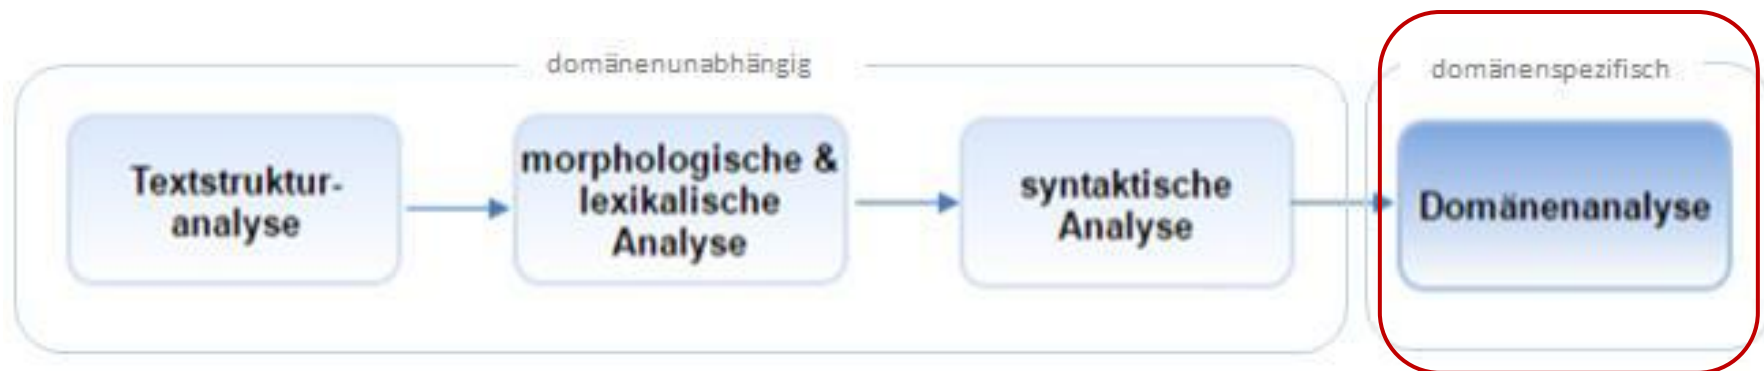 domänenunabhängig
domänenspezifisch
Textstruktur-
analyse
morphologische &
lexikalische
Analyse
syntaktische
Analyse
Domänenanalyse